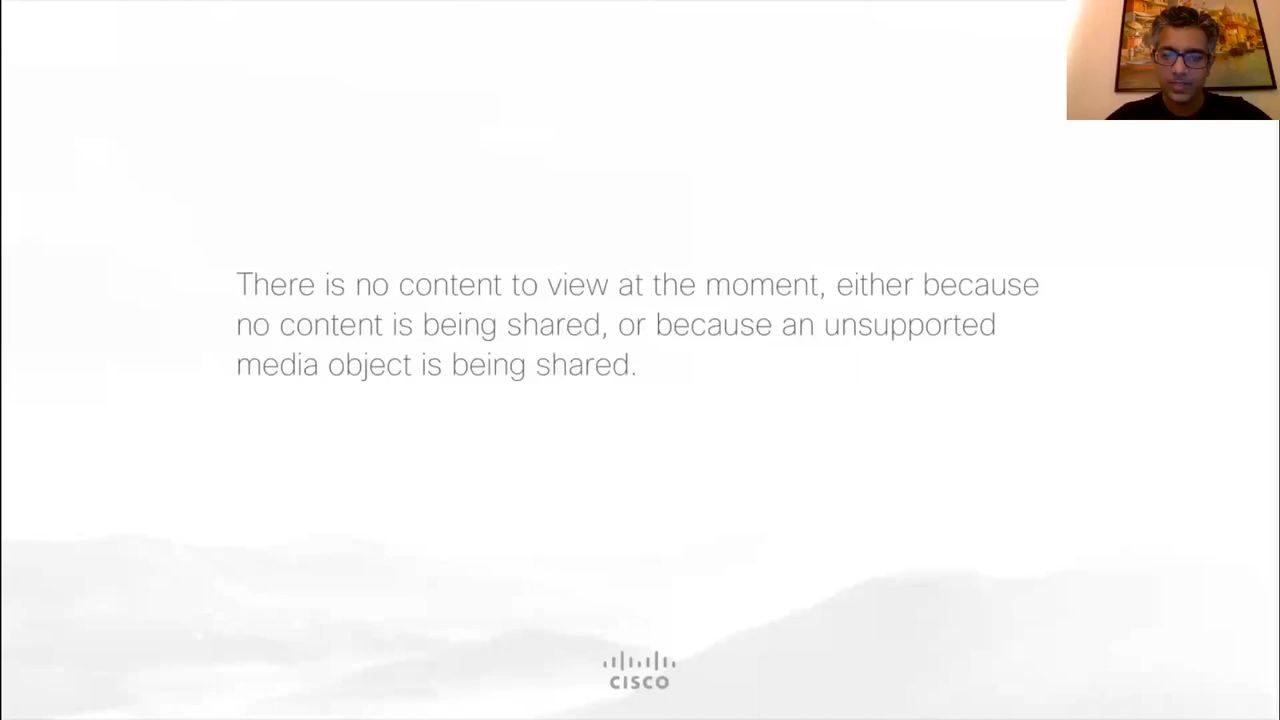 There is no content to view at the moment, either because
no content is being shared, or because an unsupported
media object is being shared.
CISCO